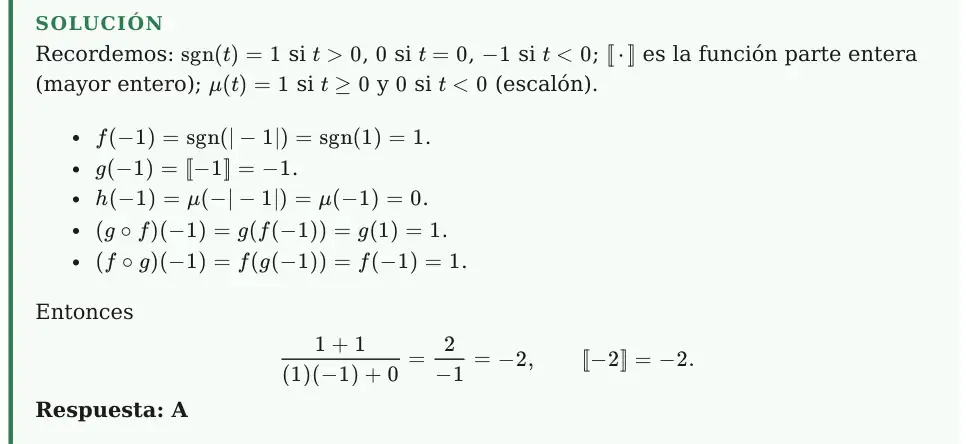 SOLUCIÓN
Recordemos: sgn(t) = 1 si t > 0, 0 si t = 0, −1 si t < 0; ⟦·⟧ es la función parte entera
(mayor entero); μ(t) = 1 si t ≥ 0 y 0 si t < 0 (escalón).
• f(−1) = sgn(| − 1|) = sgn(1) = 1.
• g(−1) = ⟦−1⟧ = −1.
• h(−1) = μ(−| − 1|) = μ(−1) = 0.
• (g ∘ f)(−1) = g(f(−1)) = g(1) = 1.
• (f ∘ g)(−1) = f(g(−1)) = f(−1) = 1.
Entonces
\frac{1 + 1}{(1)(−1) + 0} = \frac{2}{−1} = −2, ⟦−2⟧ = −2.
Respuesta: A